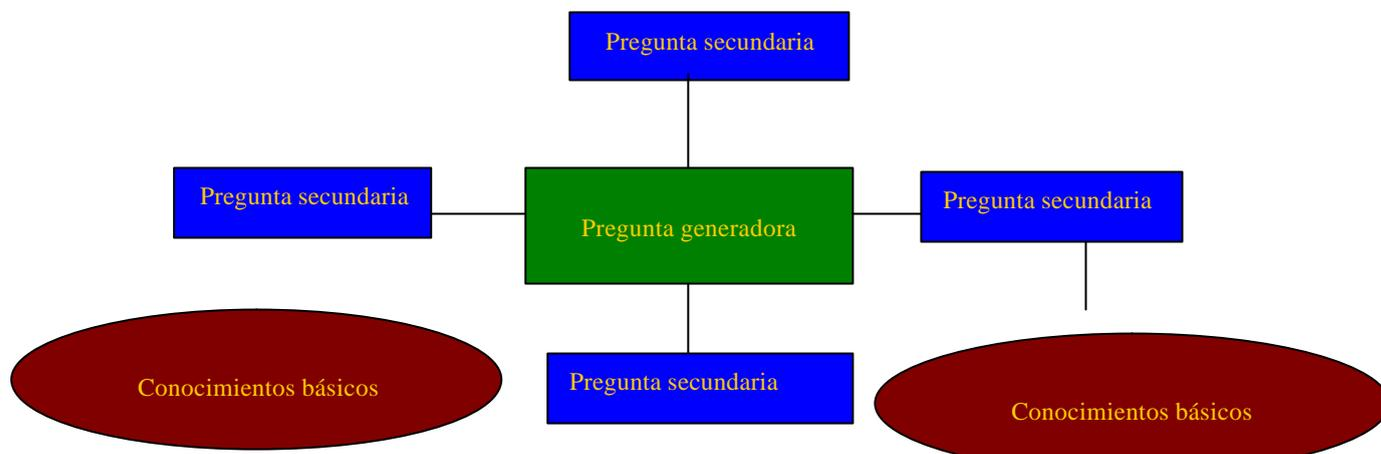 Pregunta secundaria
Pregunta secundaria
Pregunta generadora
Pregunta secundaria
Pregunta secundaria
Conocimientos básicos
Conocimientos básicos